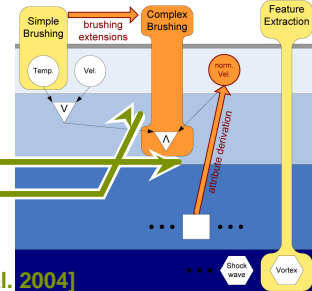 Simple
Brushing
brushing
extensions
Complex
Brushing
Feature
Extraction
Temp.
Vel.
norm.
Vel.
V
Λ
attribute derivation
Shock
wave
Vortex
l. 2004]